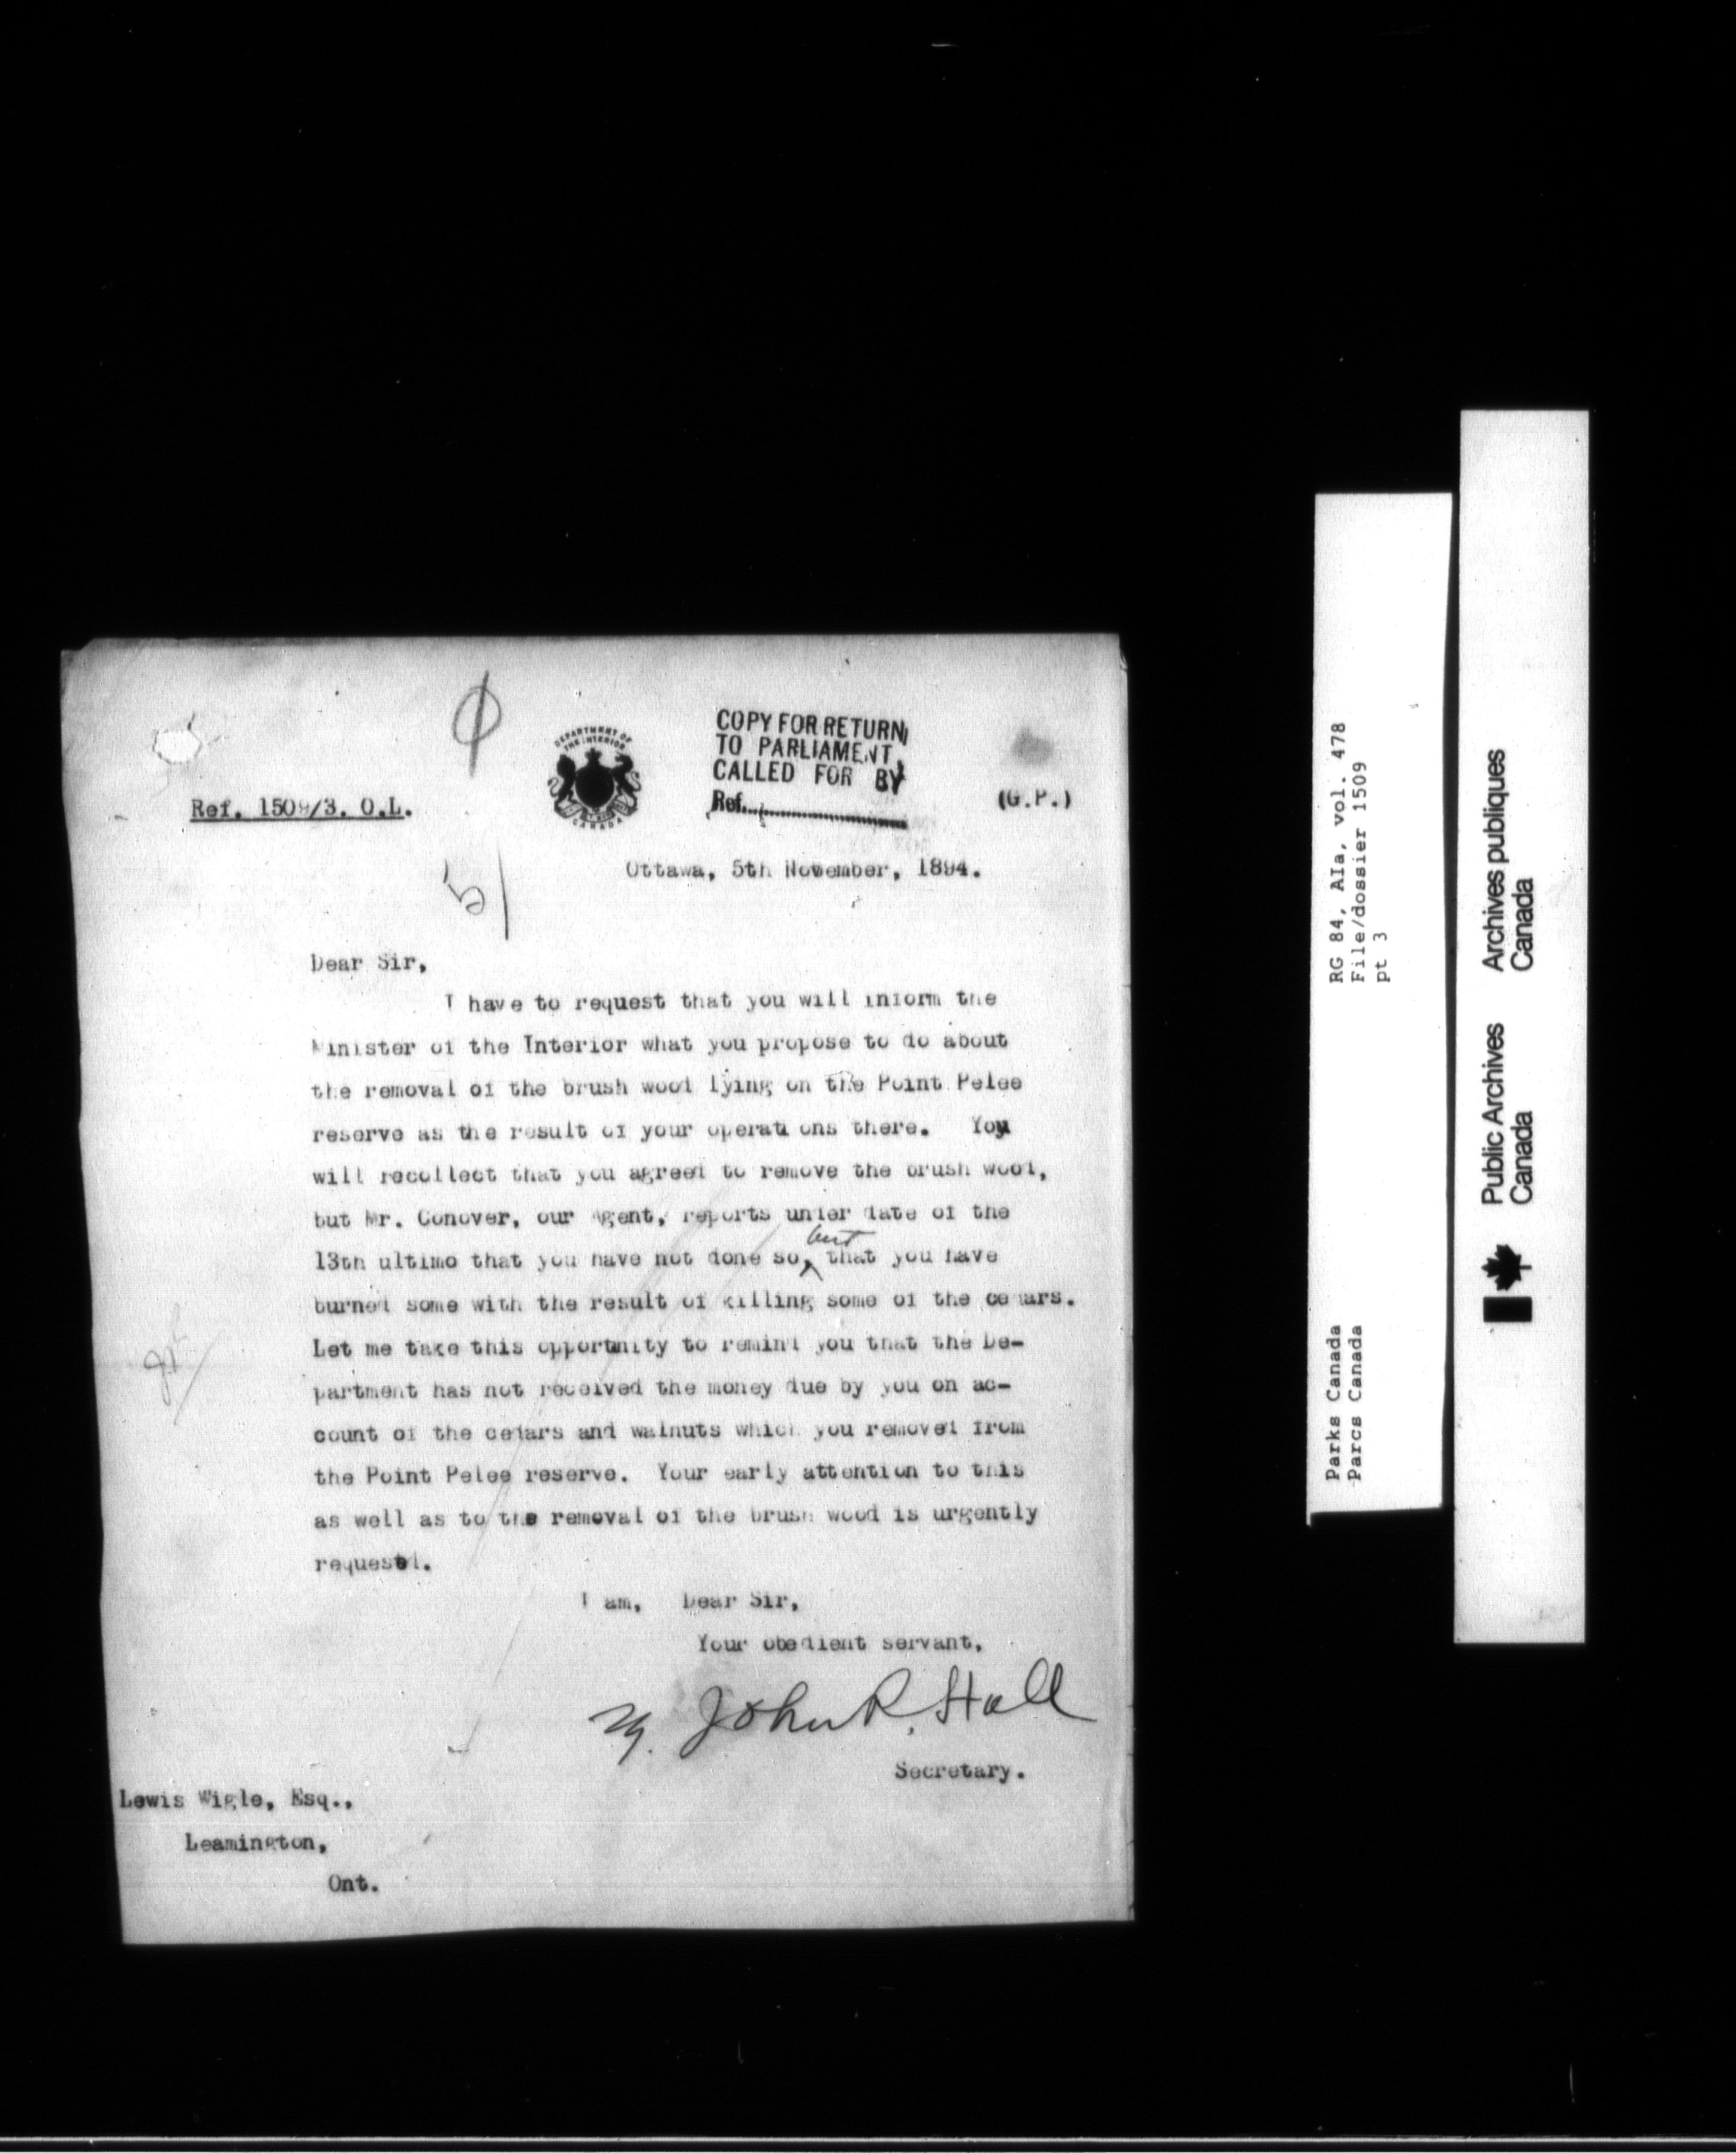 DEPARTMENT OF
THE INTERIOR
CANADA
COPY FOR RETURN
TO PARLIAMENT
CALLED FOR BY
Ref.
Ref. 1509/3. O.L.
(G.P.)
Ottawa, 5th November, 1894.
Dear Sir,
I have to request that you will inform the
Minister of the Interior what you propose to do about
the removal of the brush wood lying on the Point Pelee
reserve as the result of your operations there. You
will recollect that you agreed to remove the brush wood,
but Mr. Conover, our Agent, reports under date of the
13th ultimo that you have not done so, but that you have
burned some with the result of killing some of the cedars.
Let me take this opportunity to remind you that the De-
partment has not received the money due by you on ac-
count of the cedars and walnuts which you removed from
the Point Pelee reserve. Your early attention to this
as well as to the removal of the brush wood is urgently
requested.
I am, Dear Sir,
Your obedient servant,
John R. Hall
Secretary.
Lewis Wigle, Esq.,
Leamington,
Ont.
RG 84, AIa, vol. 478
File/dossier 1509
pt 3
Parks Canada
Parcs Canada
Public Archives
Canada
Archives publiques
Canada